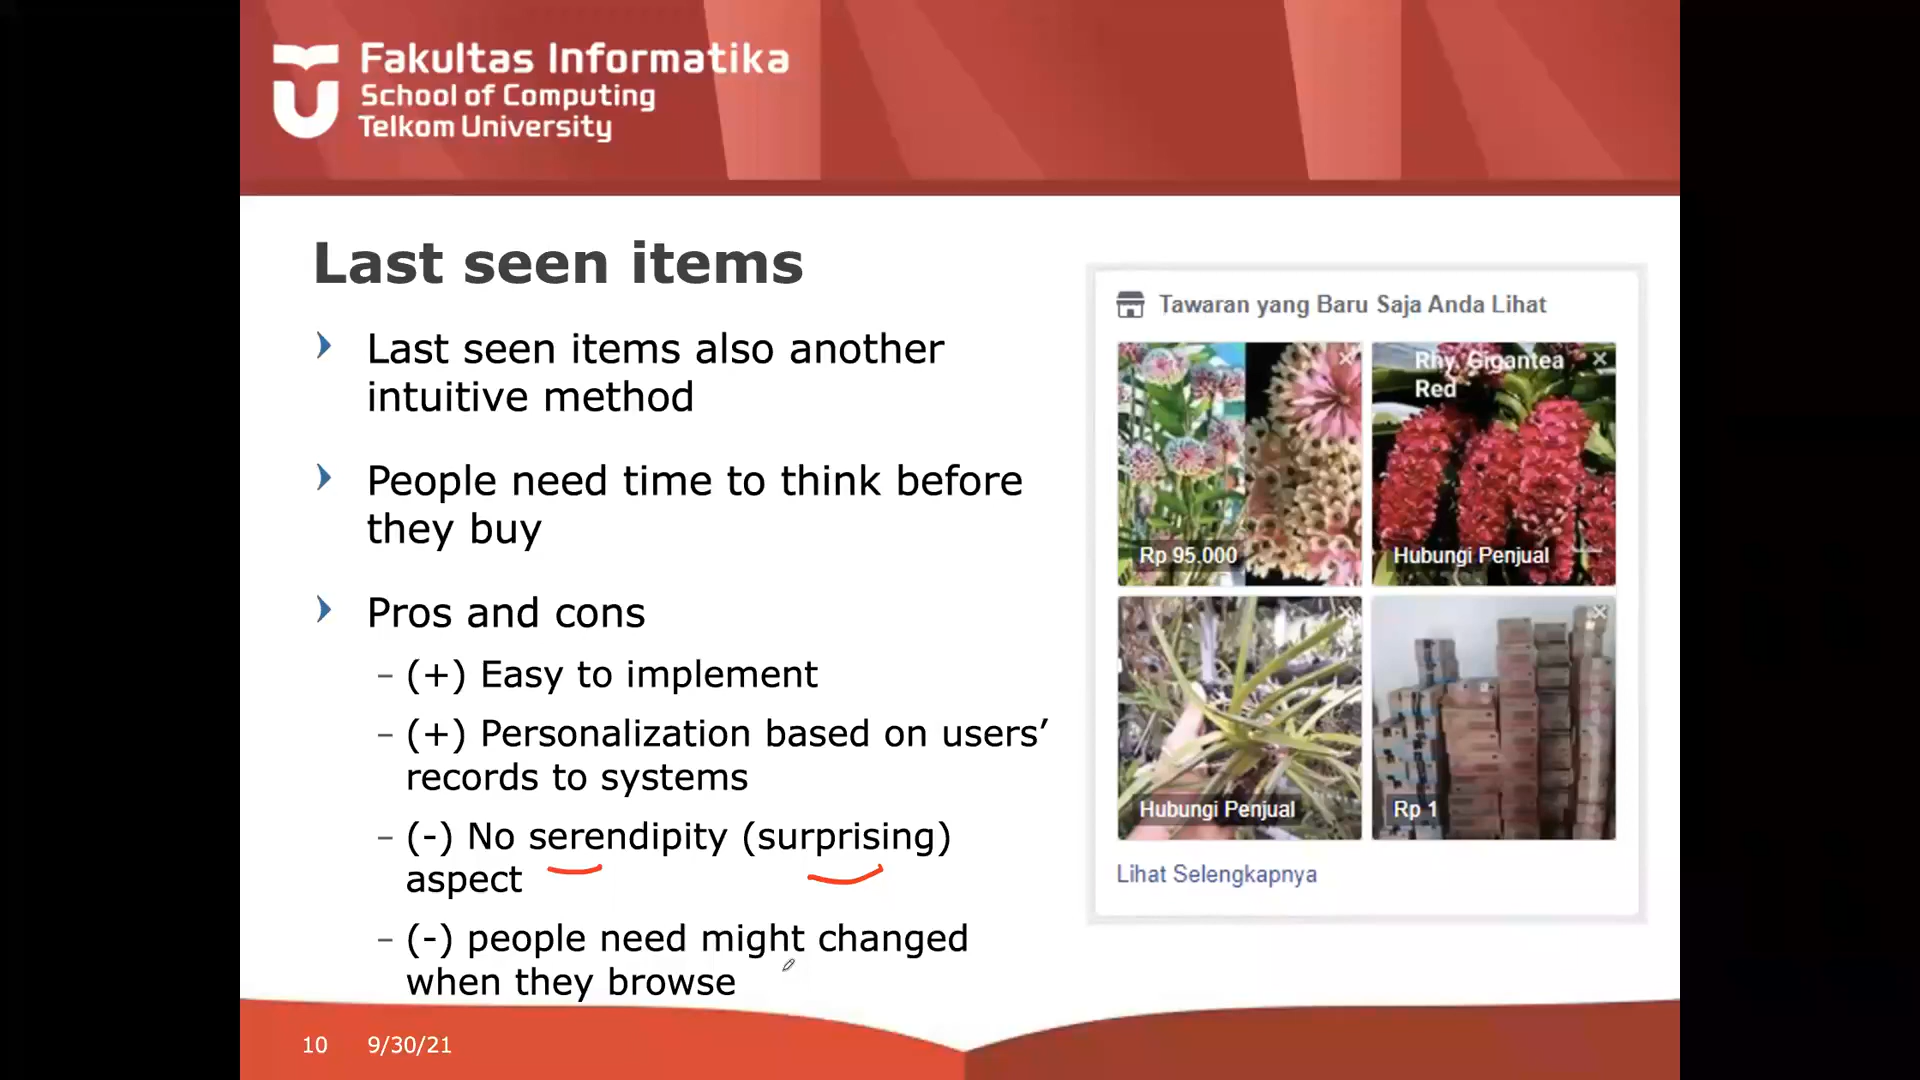 Fakultas Informatika
School of Computing
Telkom University
Last seen items
Last seen items also another
intuitive method
People need time to think before
they buy
Pros and cons
– (+) Easy to implement
– (+) Personalization based on users’
records to systems
– (-) No serendipity (surprising)
aspect
– (-) people need might changed
when they browse
Tawaran yang Baru Saja Anda Lihat
Rp 95.000
Rhy. Gigantea
Red
Hubungi Penjual
Hubungi Penjual
Rp 1
Lihat Selengkapnya
10 9/30/21